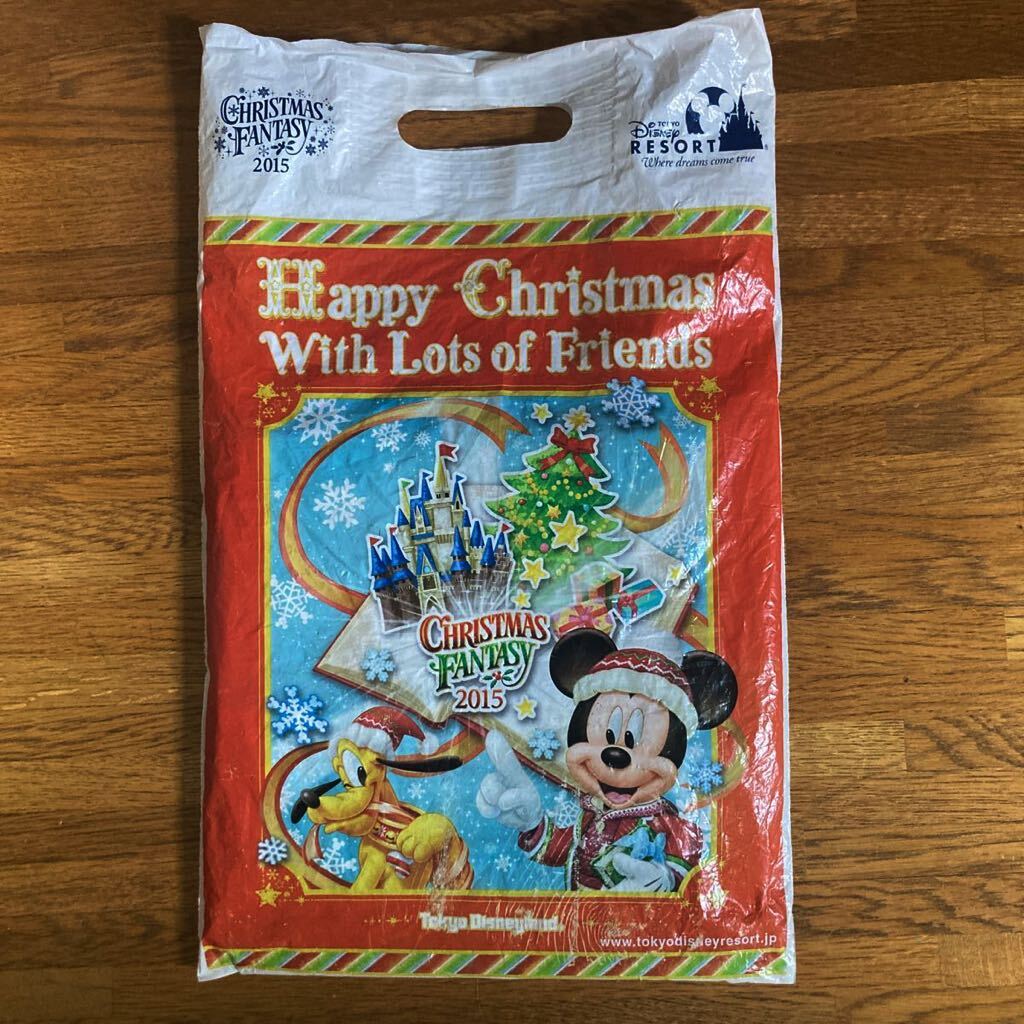 CHRISTMAS
FANTASY
2015
TOKYO
Disney
RESORT
Where dreams come true
Happy Christmas
With Lots of Friends
CHRISTMAS
FANTASY
2015
Tokyo Disneyland.
www.tokyodisneyresort.jp